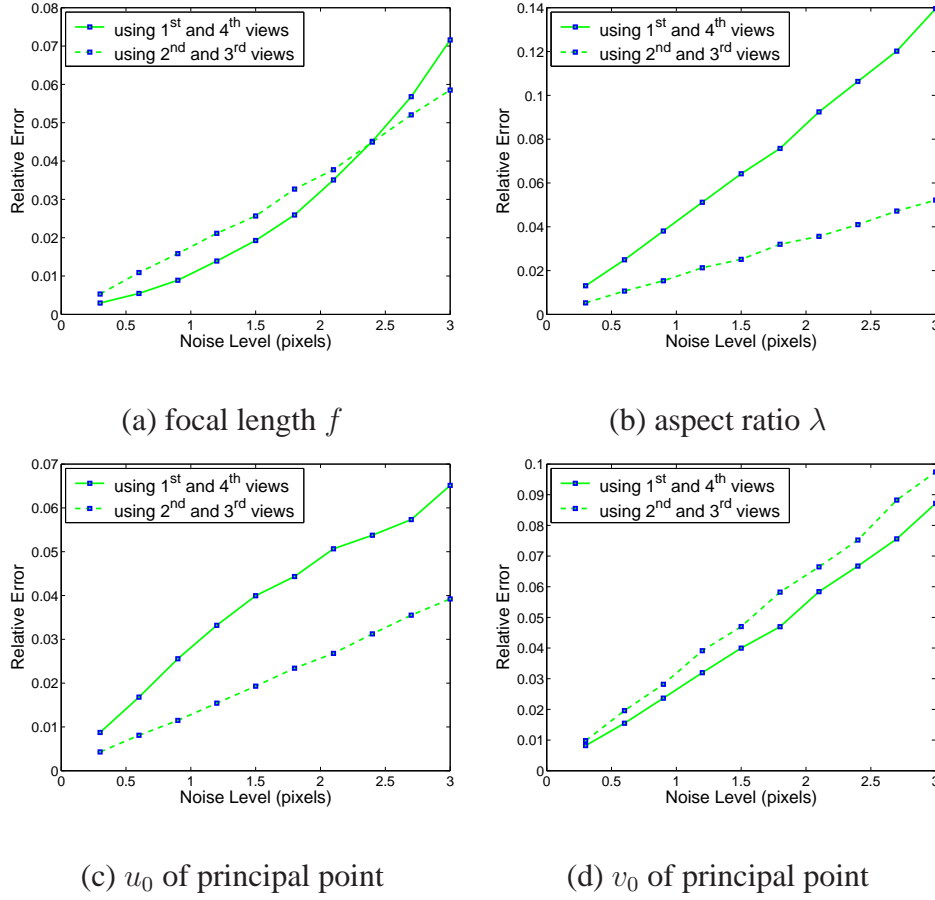 0.08
0.07
0.06
0.05
0.04
0.03
0.02
0.01
0
Relative Error
using 1st and 4th views
using 2nd and 3rd views
0 0.5 1 1.5 2 2.5 3
Noise Level (pixels)
(a) focal length f
0.14
0.12
0.10
0.08
0.06
0.04
0.02
0
Relative Error
using 1st and 4th views
using 2nd and 3rd views
0 0.5 1 1.5 2 2.5 3
Noise Level (pixels)
(b) aspect ratio λ
0.07
0.06
0.05
0.04
0.03
0.02
0.01
0
Relative Error
using 1st and 4th views
using 2nd and 3rd views
0 0.5 1 1.5 2 2.5 3
Noise Level (pixels)
(c) u0 of principal point
0.1
0.09
0.08
0.07
0.06
0.05
0.04
0.03
0.02
0.01
0
Relative Error
using 1st and 4th views
using 2nd and 3rd views
0 0.5 1 1.5 2 2.5 3
Noise Level (pixels)
(d) v0 of principal point